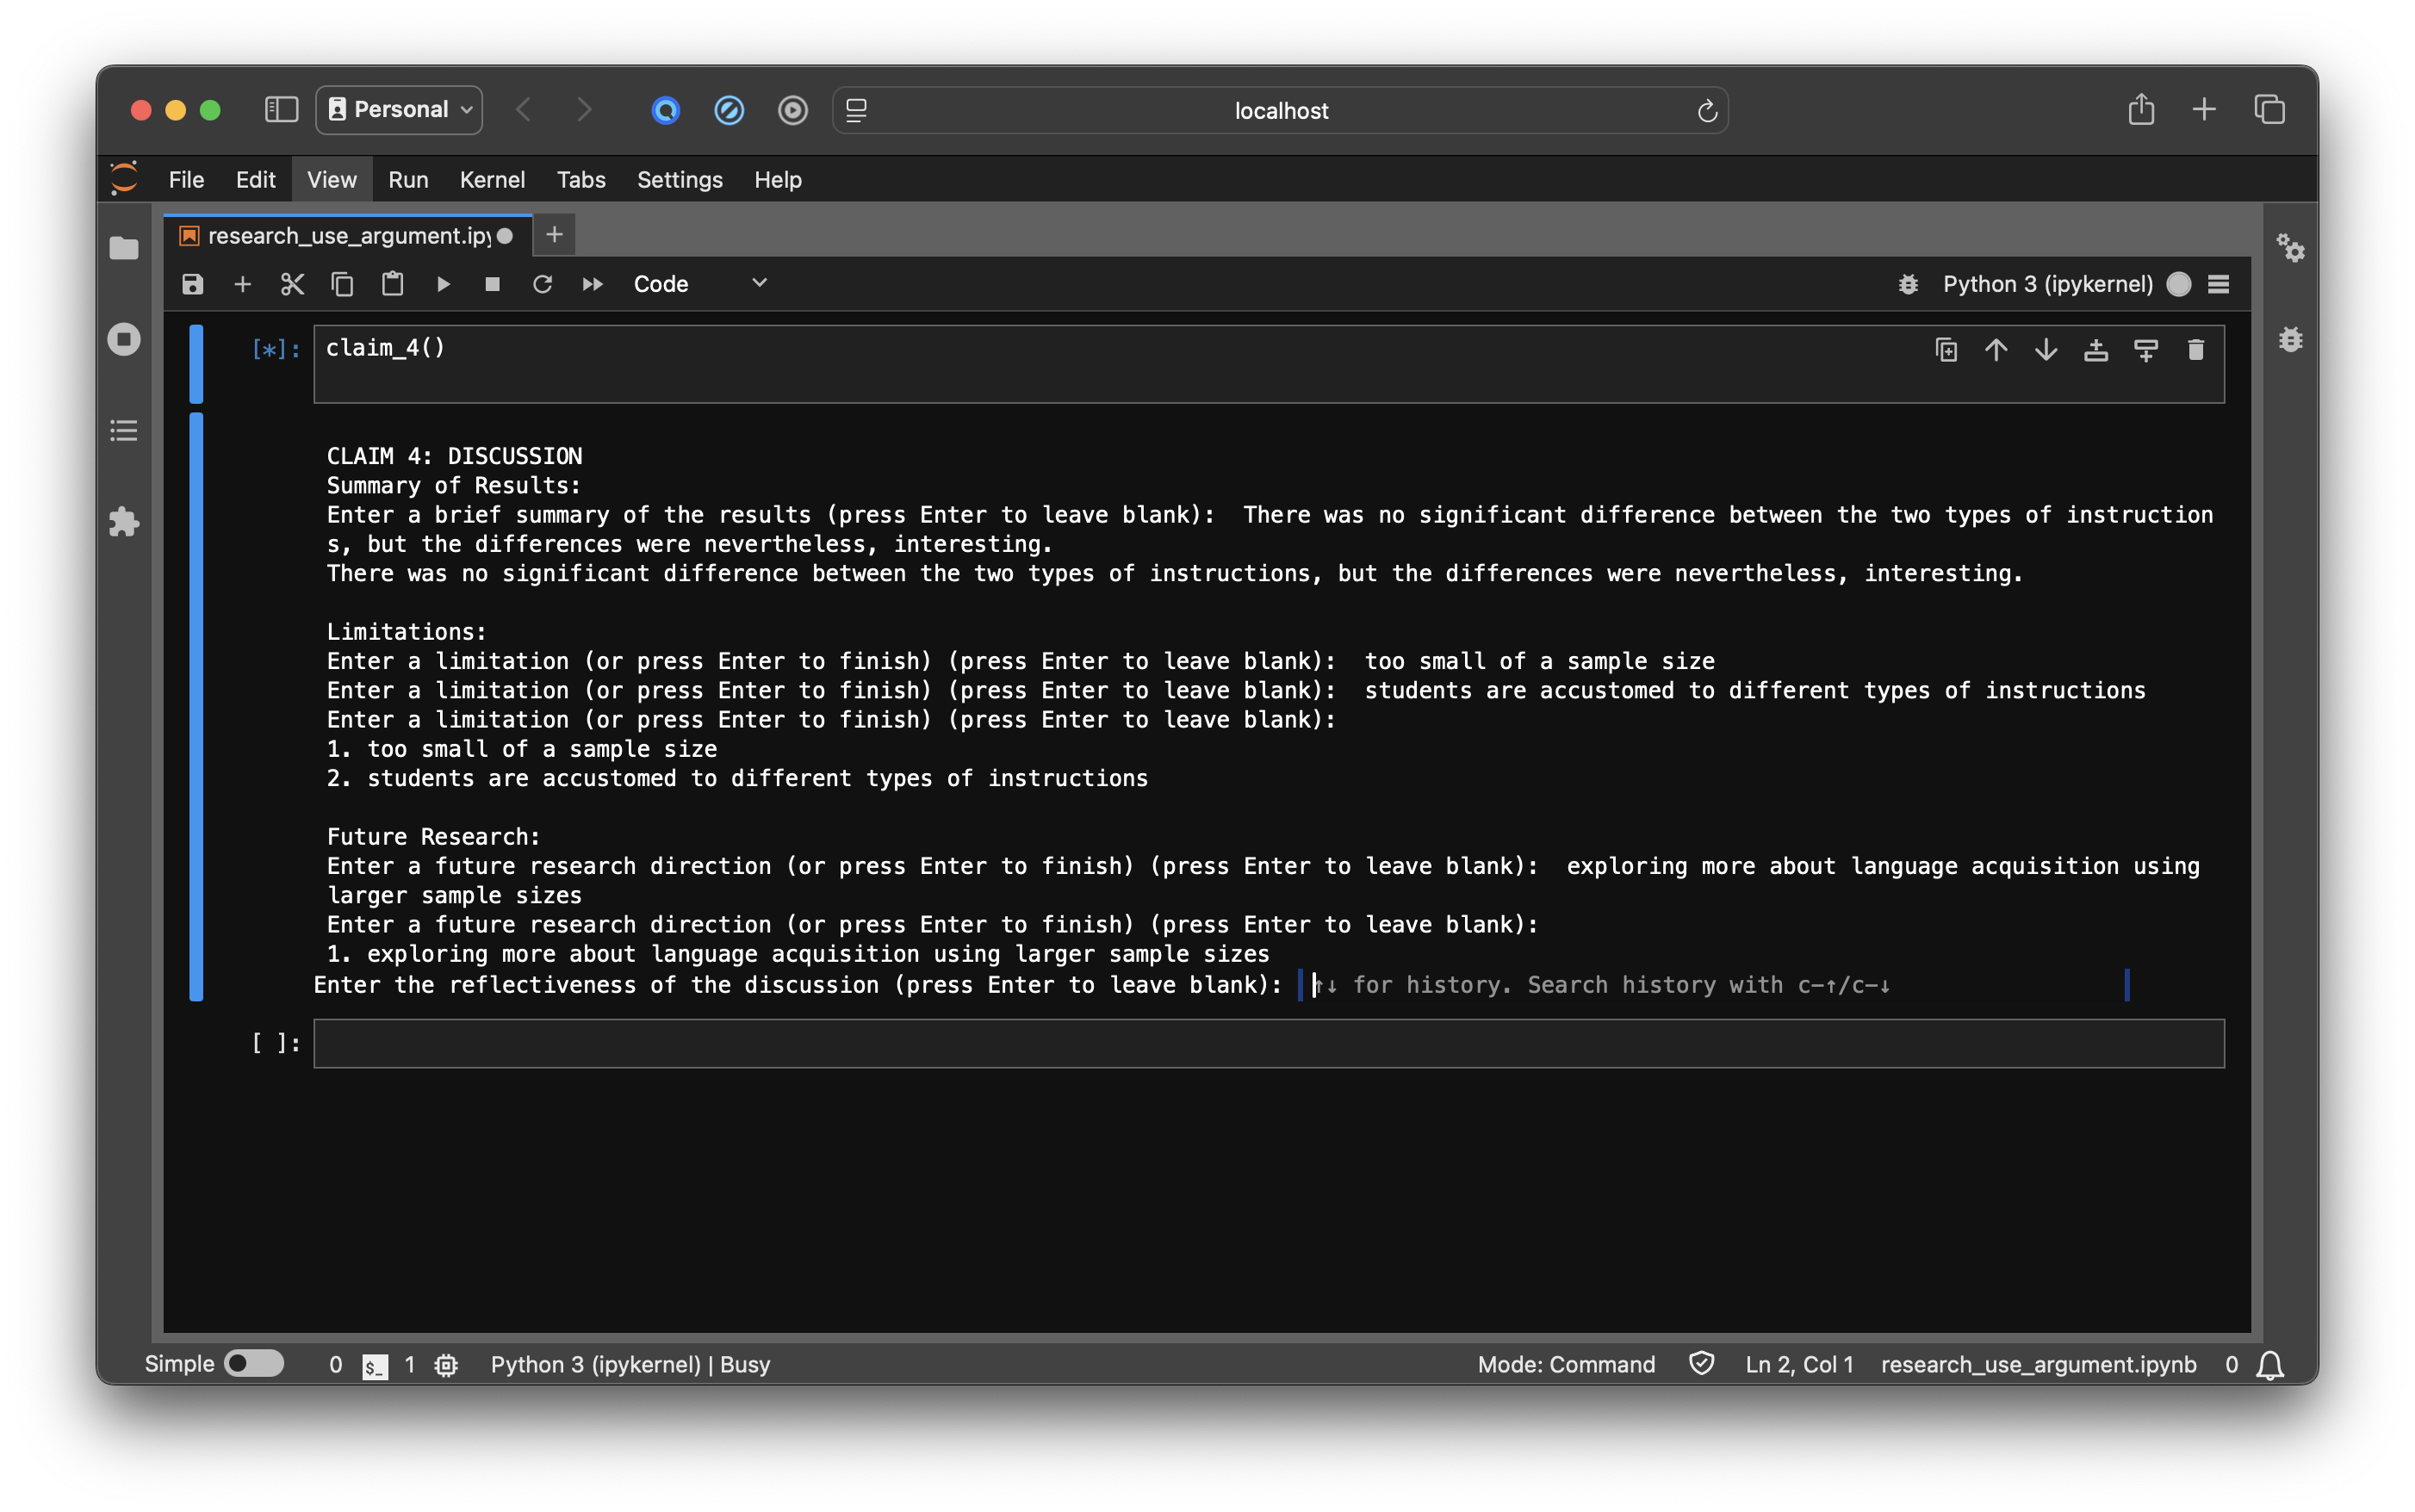 Personal
localhost
File Edit View Run Kernel Tabs Settings Help
research_use_argument.ipy
Code
Python 3 (ipykernel)
[*]: claim_4()
CLAIM 4: DISCUSSION
Summary of Results:
Enter a brief summary of the results (press Enter to leave blank):  There was no significant difference between the two types of instruction
s, but the differences were nevertheless, interesting.
There was no significant difference between the two types of instructions, but the differences were nevertheless, interesting.
Limitations:
Enter a limitation (or press Enter to finish) (press Enter to leave blank):  too small of a sample size
Enter a limitation (or press Enter to finish) (press Enter to leave blank):  students are accustomed to different types of instructions
Enter a limitation (or press Enter to finish) (press Enter to leave blank):
1. too small of a sample size
2. students are accustomed to different types of instructions
Future Research:
Enter a future research direction (or press Enter to finish) (press Enter to leave blank):  exploring more about language acquisition using
larger sample sizes
Enter a future research direction (or press Enter to finish) (press Enter to leave blank):
1. exploring more about language acquisition using larger sample sizes
Enter the reflectiveness of the discussion (press Enter to leave blank): ↑↓ for history. Search history with c-↑/c-↓
[ ]:
Simple 0 $_ 1 Python 3 (ipykernel) | Busy Mode: Command Ln 2, Col 1 research_use_argument.ipynb 0